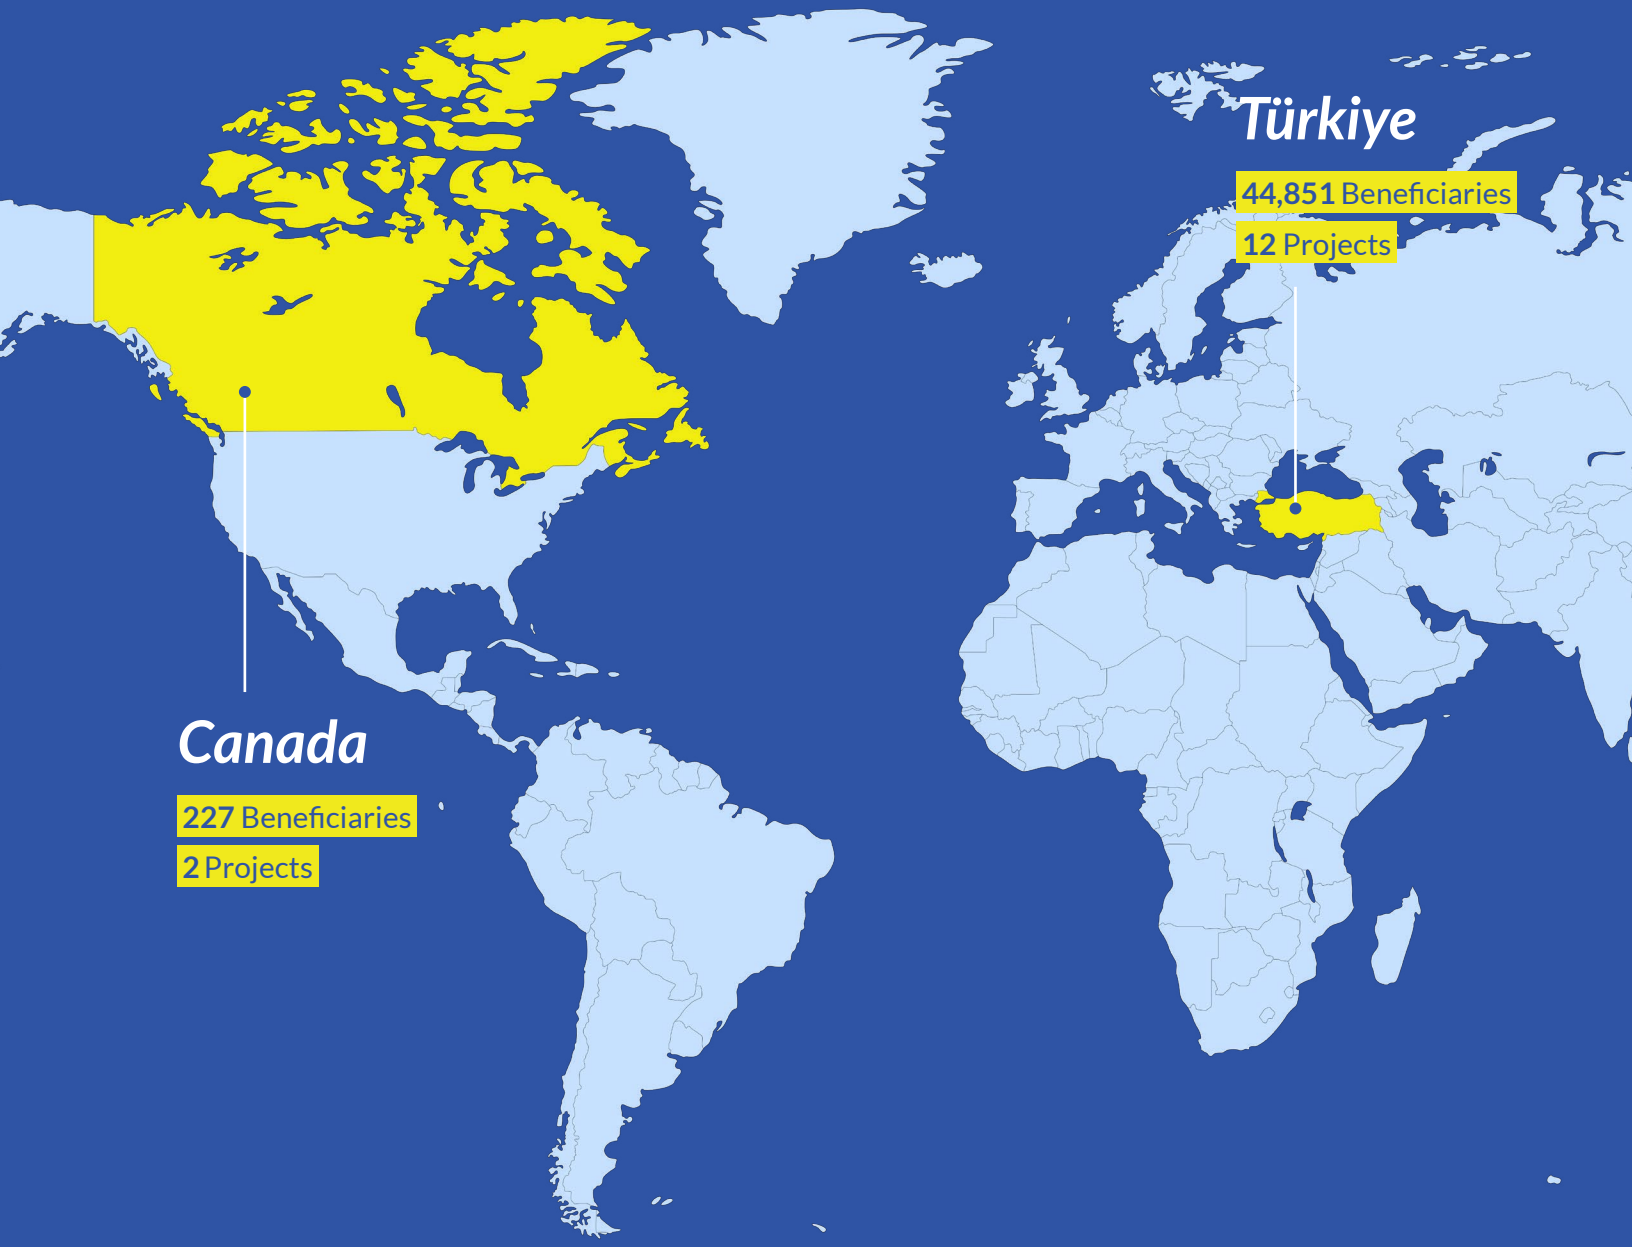 Türkiye
44,851 Beneficiaries
12 Projects
Canada
227 Beneficiaries
2 Projects